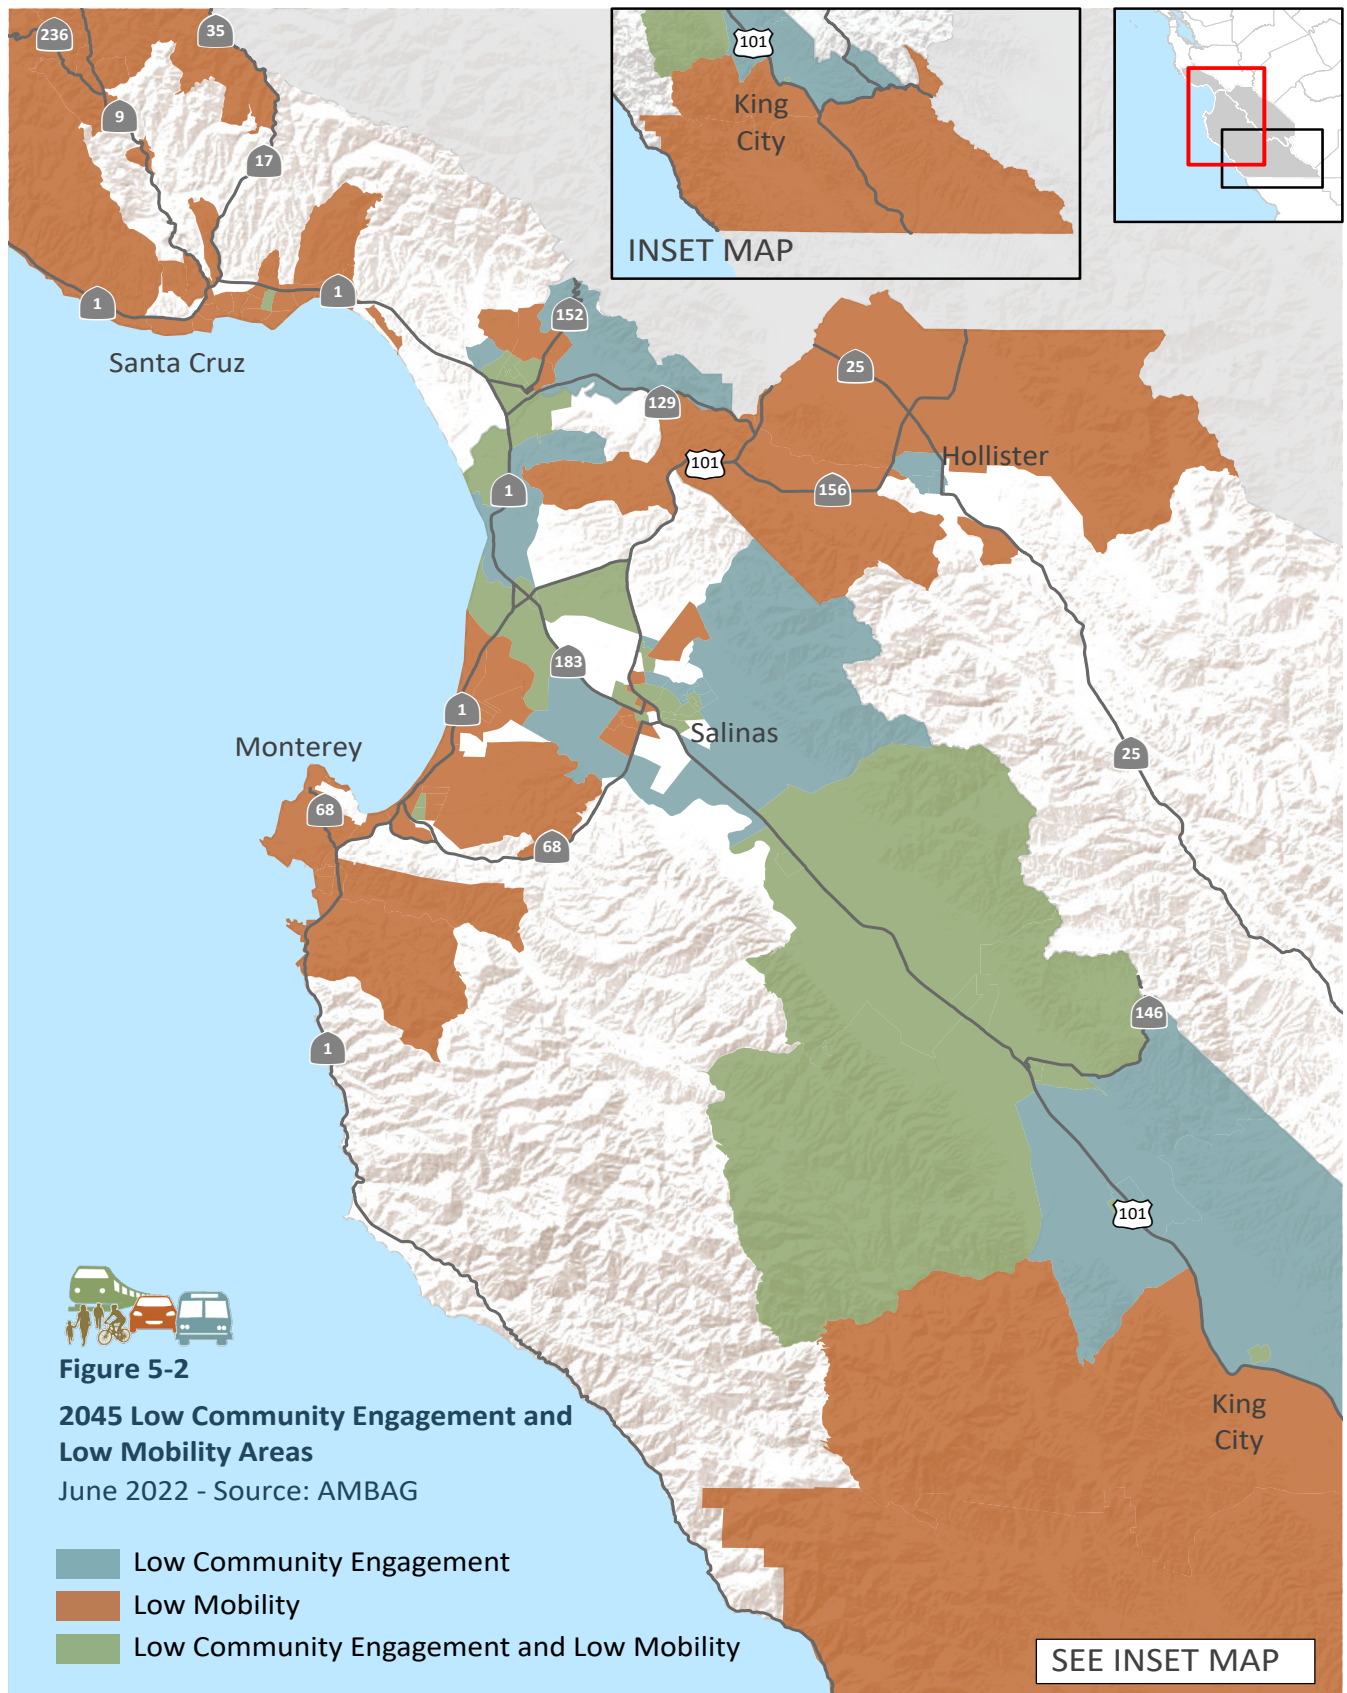 236
35
9
17
1
1
Santa Cruz
101
King
City
INSET MAP
152
25
129
Hollister
101
156
1
183
1
Salinas
Monterey
25
68
68
146
1
101
King
City
Figure 5-2
2045 Low Community Engagement and
Low Mobility Areas
June 2022 - Source: AMBAG
Low Community Engagement
Low Mobility
Low Community Engagement and Low Mobility
SEE INSET MAP